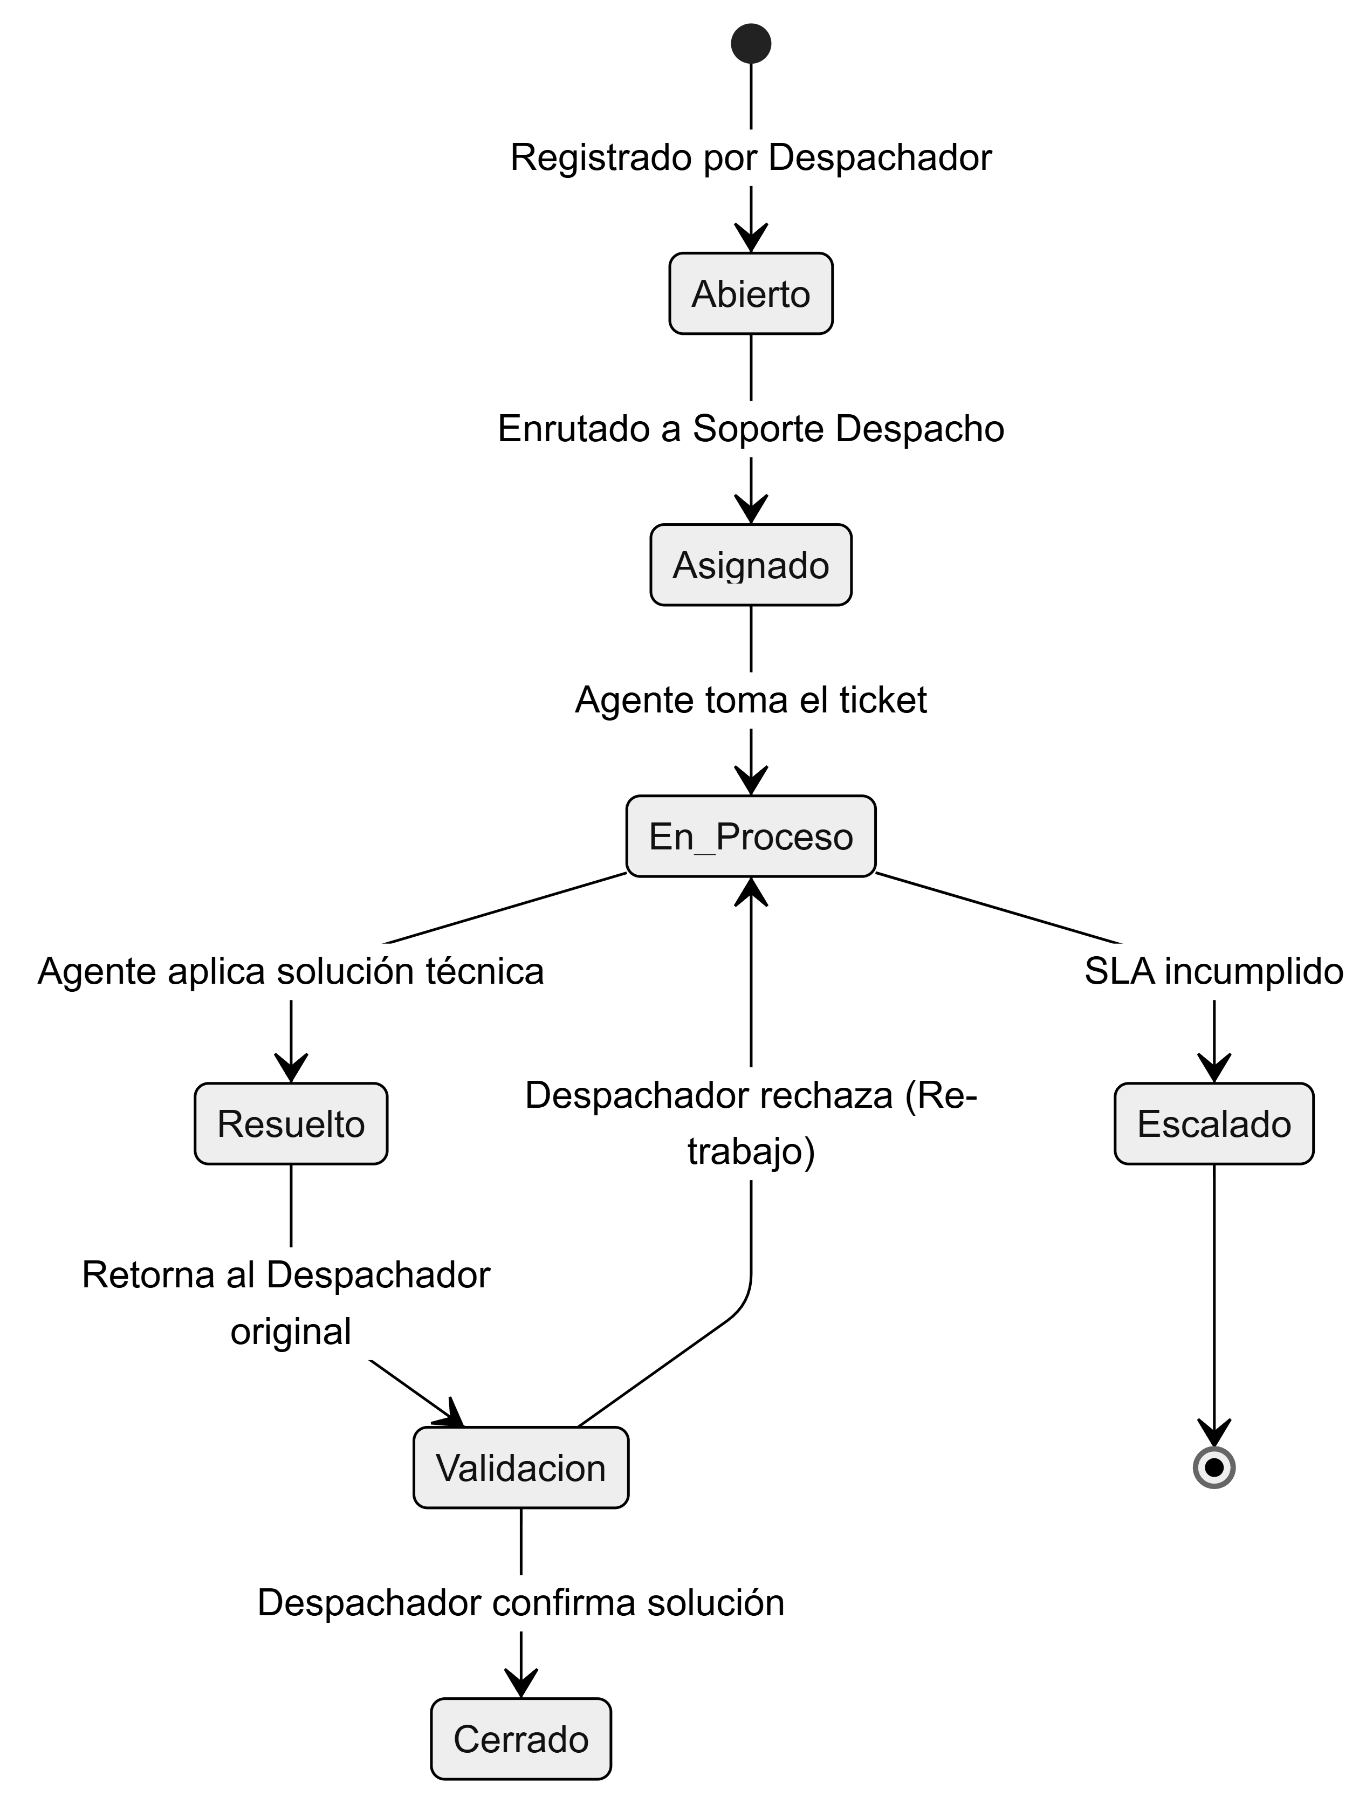 Registrado por Despachador
Abierto
Enrutado a Soporte Despacho
Asignado
Agente toma el ticket
En_Proceso
Agente aplica solución técnica
SLA incumplido
Resuelto
Despachador rechaza (Re-
trabajo)
Escalado
Retorna al Despachador
original
Validacion
Despachador confirma solución
Cerrado